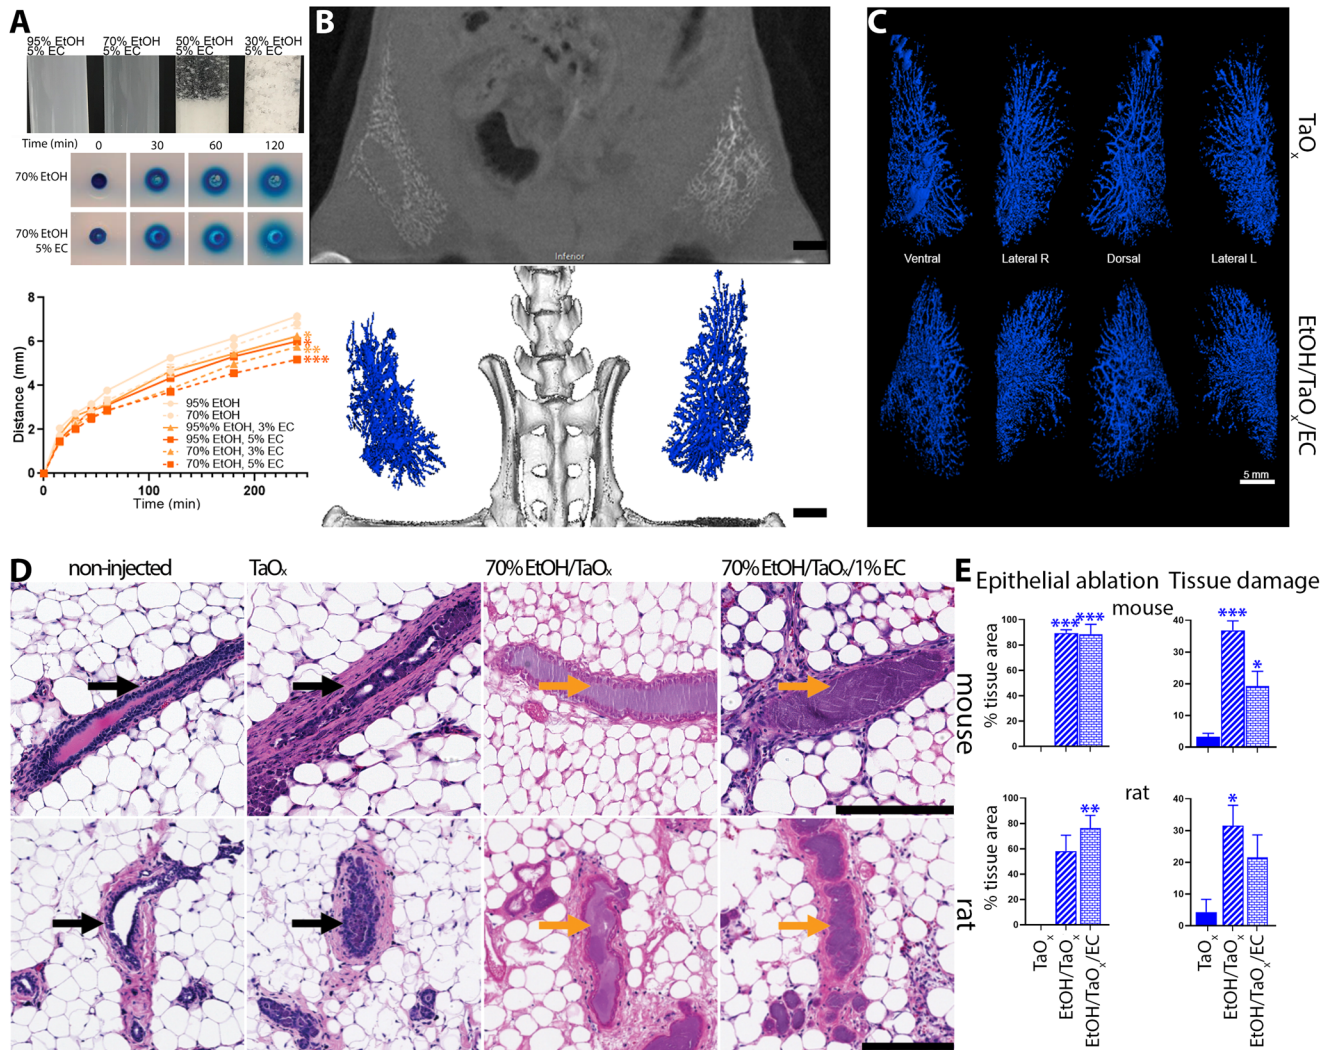 A
95% EtOH 70% EtOH 50% EtOH 30% EtOH
5% EC 5% EC 5% EC 5% EC
Time (min) 0 30 60 120
70% EtOH
70% EtOH
5% EC
8
6
4
2
0
Distance (mm)
*
*
**
***
95% EtOH
70% EtOH
95%% EtOH, 3% EC
95% EtOH, 5% EC
70% EtOH, 3% EC
70% EtOH, 5% EC
0 100 200
Time (min)
B
Inferior
C
TaOx
Ventral Lateral R Dorsal Lateral L
EtOH/TaOx/EC
5 mm
D
non-injected TaOx 70% EtOH/TaOx 70% EtOH/TaOx/1% EC
mouse
rat
E
Epithelial ablation Tissue damage
mouse
% tissue area
100
80
60
40
20
0
*** ***
40
30
20
10
0
***
*
rat
% tissue area
100
80
60
40
20
0
**
40
30
20
10
0
*
TaOx
EtOH/TaOx
EtOH/TaOx/EC
TaOx
EtOH/TaOx
EtOH/TaOx/EC